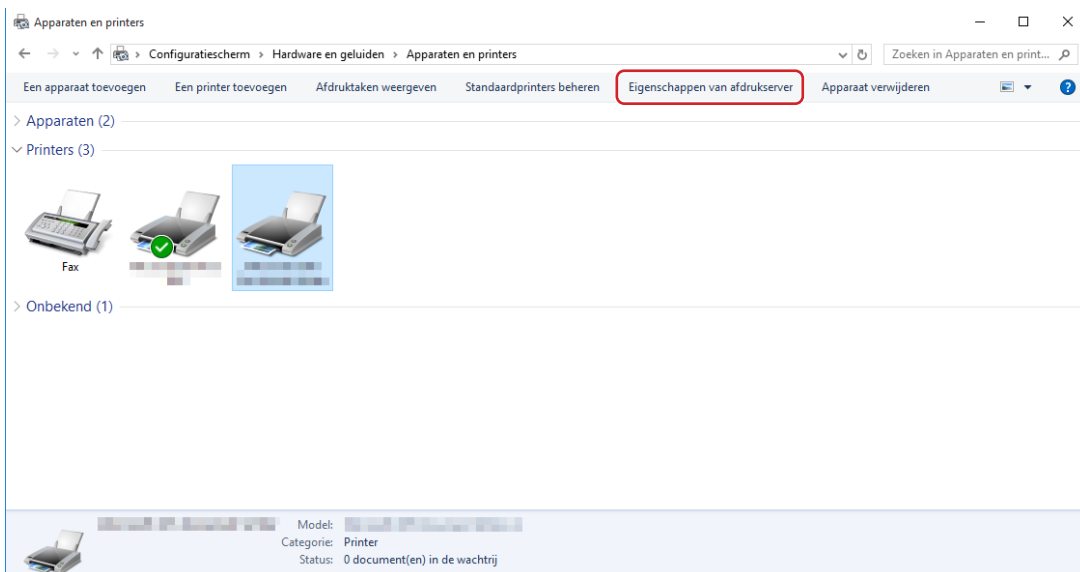 Apparaten en printers
Configuratiescherm > Hardware en geluiden > Apparaten en printers
Zoeken in Apparaten en print...
Een apparaat toevoegen Een printer toevoegen Afdruktaken weergeven Standaardprinters beheren Eigenschappen van afdrukserver Apparaat verwijderen
Apparaten (2)
Printers (3)
Fax
Onbekend (1)
Model:
Categorie: Printer
Status: 0 document(en) in de wachtrij